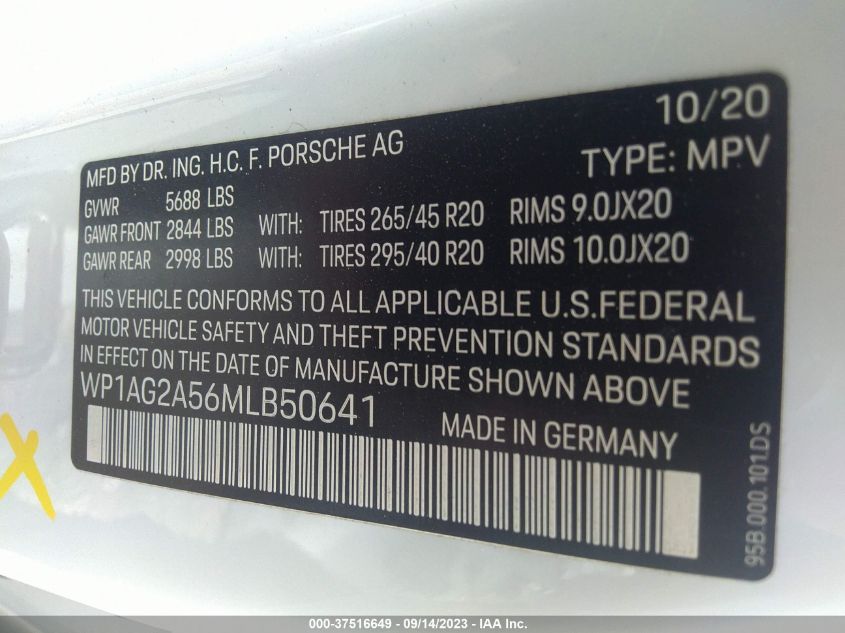 10/20
MFD BY DR. ING. H.C. F. PORSCHE AG
TYPE: MPV
GVWR 5688 LBS
GAWR FRONT 2844 LBS WITH: TIRES 265/45 R20 RIMS 9.0JX20
GAWR REAR 2998 LBS WITH: TIRES 295/40 R20 RIMS 10.0JX20
THIS VEHICLE CONFORMS TO ALL APPLICABLE U.S.FEDERAL
MOTOR VEHICLE SAFETY AND THEFT PREVENTION STANDARDS
IN EFFECT ON THE DATE OF MANUFACTURE SHOWN ABOVE
WP1AG2A56MLB50641
MADE IN GERMANY
95B.000.101.DS
X
000-37516649 / 09/14/2023 - IAA Inc.